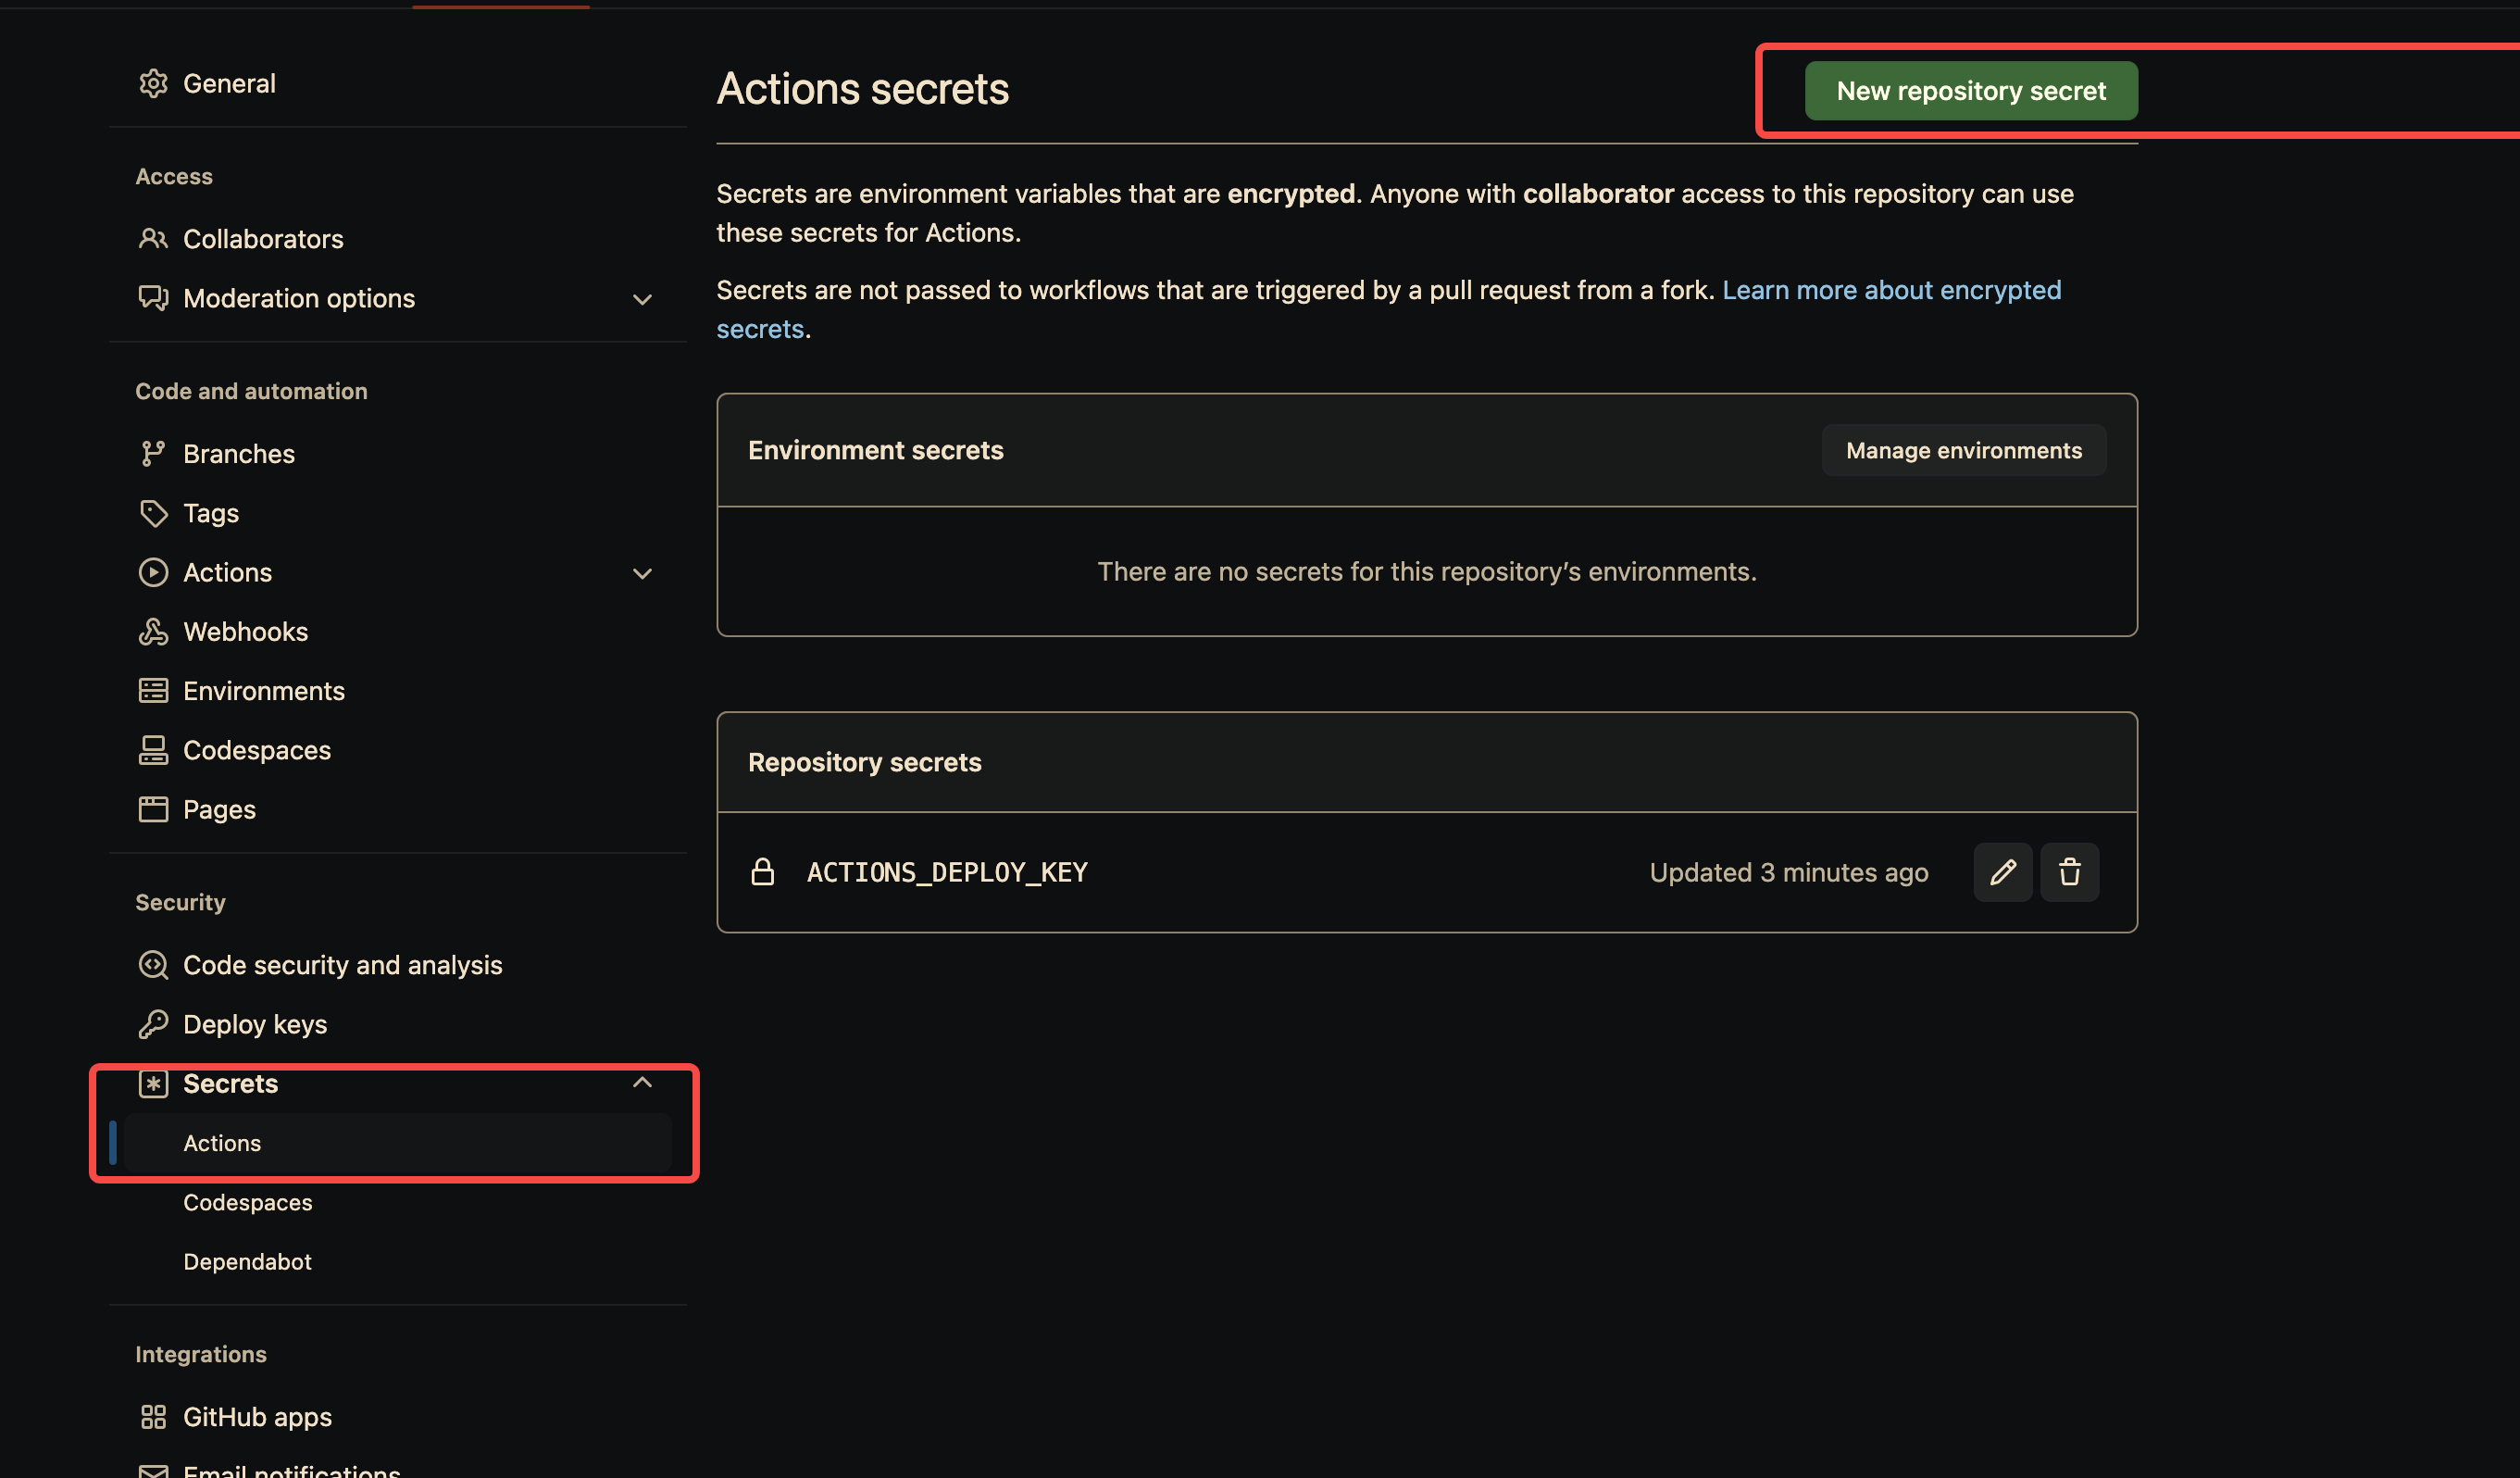 General
Access
Collaborators
Moderation options
Code and automation
Branches
Tags
Actions
Webhooks
Environments
Codespaces
Pages
Security
Code security and analysis
Deploy keys
Secrets
Actions
Codespaces
Dependabot
Integrations
GitHub apps
Email notifications
Actions secrets
New repository secret
Secrets are environment variables that are encrypted. Anyone with collaborator access to this repository can use
these secrets for Actions.
Secrets are not passed to workflows that are triggered by a pull request from a fork. Learn more about encrypted
secrets.
Environment secrets
Manage environments
There are no secrets for this repository’s environments.
Repository secrets
ACTIONS_DEPLOY_KEY
Updated 3 minutes ago